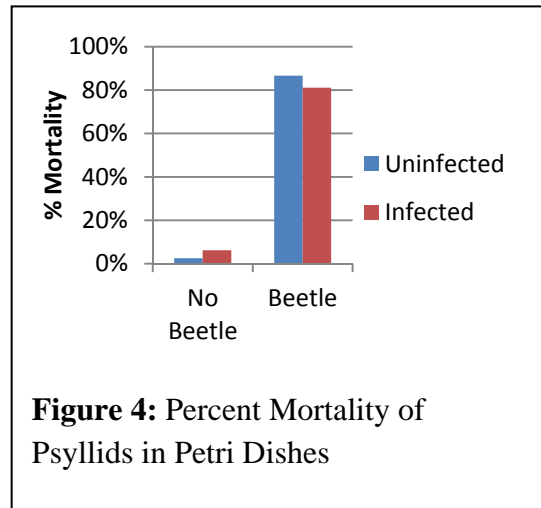 100%
80%
60%
40%
20%
0%
% Mortality
No
Beetle
Beetle
Uninfected
Infected
Figure 4: Percent Mortality of
Psyllids in Petri Dishes